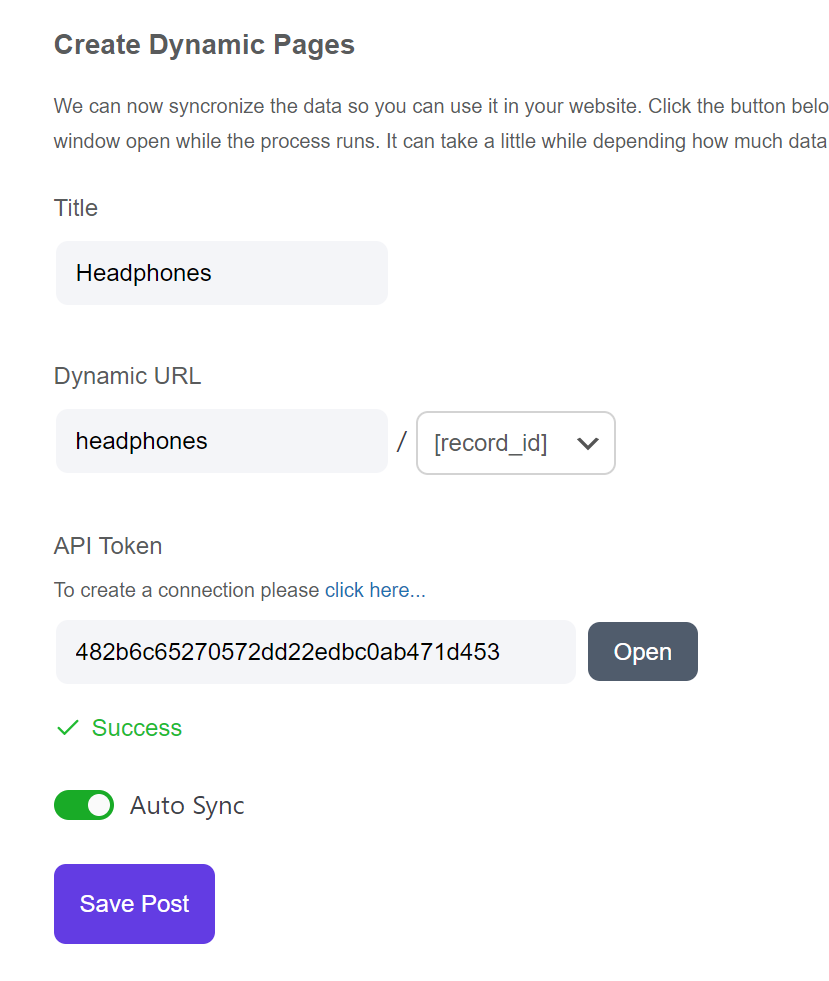 Create Dynamic Pages
We can now syncronize the data so you can use it in your website. Click the button belo
window open while the process runs. It can take a little while depending how much data
Title
Headphones
Dynamic URL
headphones / [record_id]
API Token
To create a connection please click here...
482b6c65270572dd22edbc0ab471d453 Open
Success
Auto Sync
Save Post